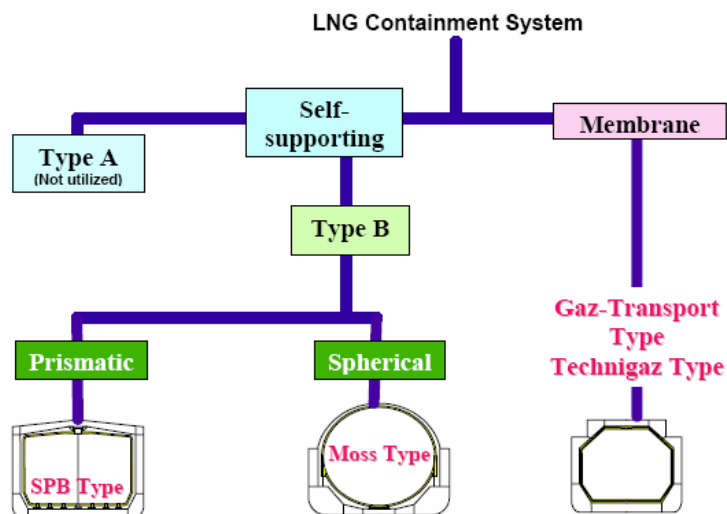 LNG Containment System
Self-
supporting
Membrane
Type A
(Not utilized)
Type B
Gaz-Transport
Type
Technigaz Type
Prismatic
Spherical
SPB Type
Moss Type